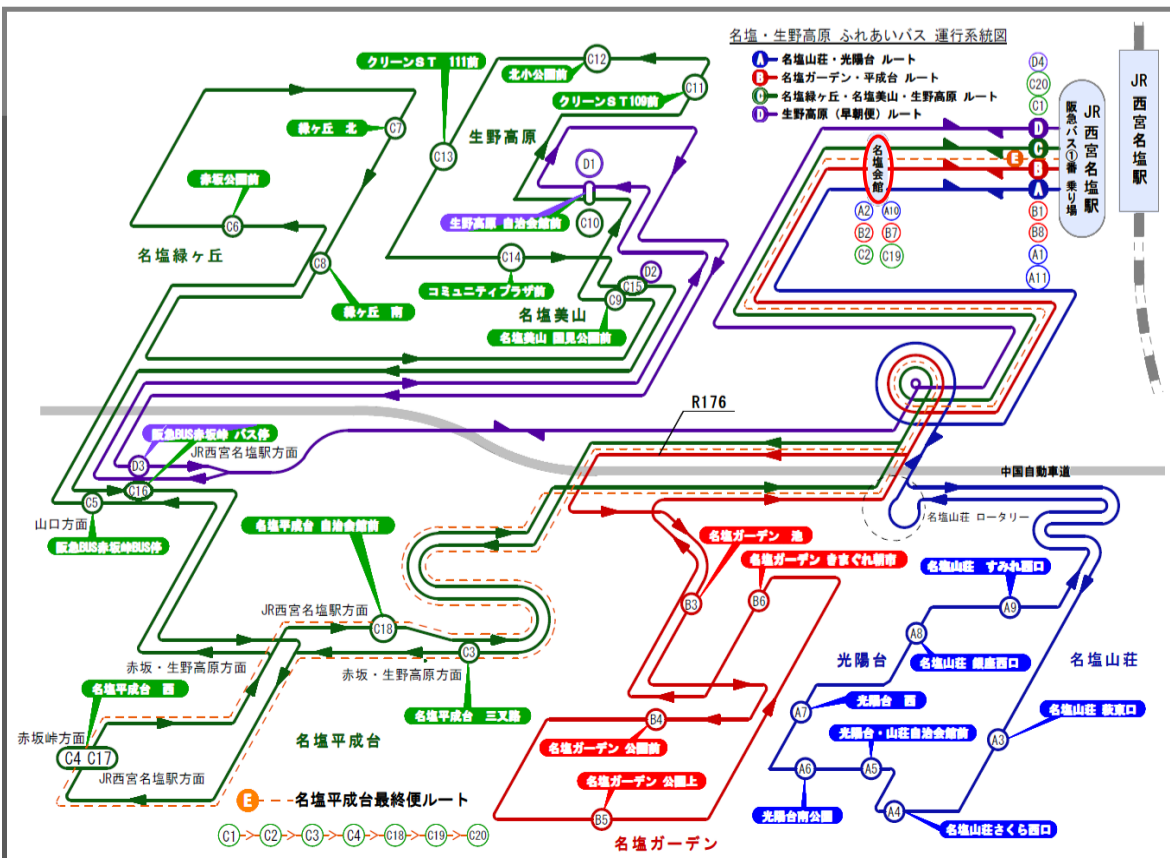 名塩・生野高原 ふれあいバス 運行系統図
A 名塩山荘・光陽台 ルート
B 名塩ガーデン・平成台 ルート
C 名塩緑ヶ丘・名塩美山・生野高原 ルート
D 生野高原（早朝便）ルート
D4
C20
C1
JR西宮名塩駅
阪急バス①番 乗り場
JR 西宮名塩駅
D
C
E
B
A
名塩会館
A2 A10
B2 B7
C2 C19
B1
B8
A1
A11
クリーンST 111前
北小公園前
C12
クリーンST109前
C11
生野高原
C13
緑ヶ丘 北
C7
赤坂公園前
C6
名塩緑ヶ丘
C8
緑ヶ丘 南
D1
生野高原 自治会館前
C10
C14
コミュニティプラザ前
D2
C15
C9
名塩美山
名塩美山 国見公園前
R176
阪急BUS赤坂峠 バス停
JR西宮名塩駅方面
D3
C16
C5
山口方面
阪急BUS赤坂峠BUS停
中国自動車道
名塩山荘 ロータリー
名塩平成台 自治会館前
JR西宮名塩駅方面
C18
C3
赤坂・生野高原方面
赤坂・生野高原方面
名塩平成台 三叉路
名塩平成台 西
赤坂峠方面
C4 C17
JR西宮名塩駅方面
名塩平成台
E 名塩平成台最終便ルート
C1 C2 C3 C4 C18 C19 C20
名塩ガーデン 池
名塩ガーデン きまぐれ朝市
B3
B6
B4
名塩ガーデン 公園前
名塩ガーデン 公園上
B5
名塩ガーデン
名塩山荘 すみれ西口
A9
A8
名塩山荘 銀座西口
光陽台
名塩山荘
A7
光陽台 西
名塩山荘 萩東口
A3
光陽台・山荘自治会館前
A6
A5
光陽台南公園
A4
名塩山荘さくら西口